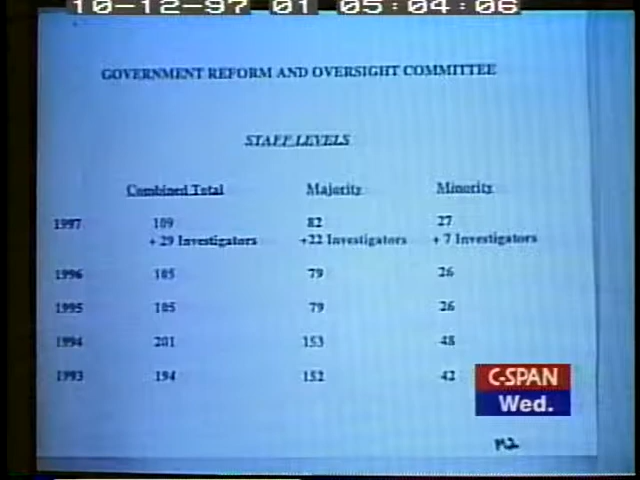 10-12-97 01 05:04:06
GOVERNMENT REFORM AND OVERSIGHT COMMITTEE
STAFF LEVELS
Combined Total Majority Minority
1997 109 82 27
+ 29 Investigators +22 Investigators + 7 Investigators
1996 105 79 26
1995 105 79 26
1994 201 153 48
1993 194 152 42
C-SPAN
Wed.
M2